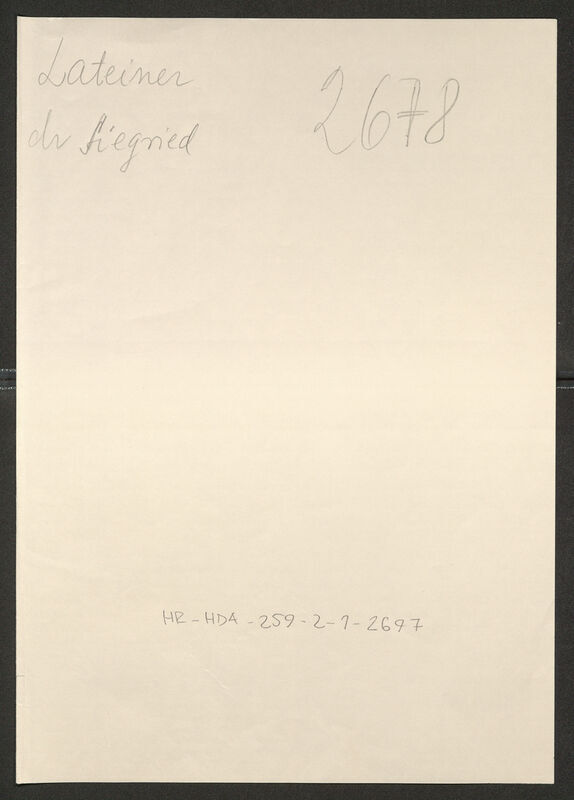 Lateiner
2678
dr Siegried
HR-HDA-259-2-1-2697